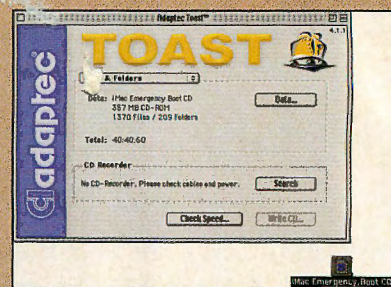 Adaptec Toast™
4.1.1
adaptec
TOAST
& Folders
Data: iMac Emergency Boot CD
357 MB CD-ROM
1370 files / 209 Folders
Data...
Total: 40:40:60
CD Recorder
No CD-Recorder. Please check cables and power.
Search
Check Speed...
Write CD...
iMac Emergency Boot CD